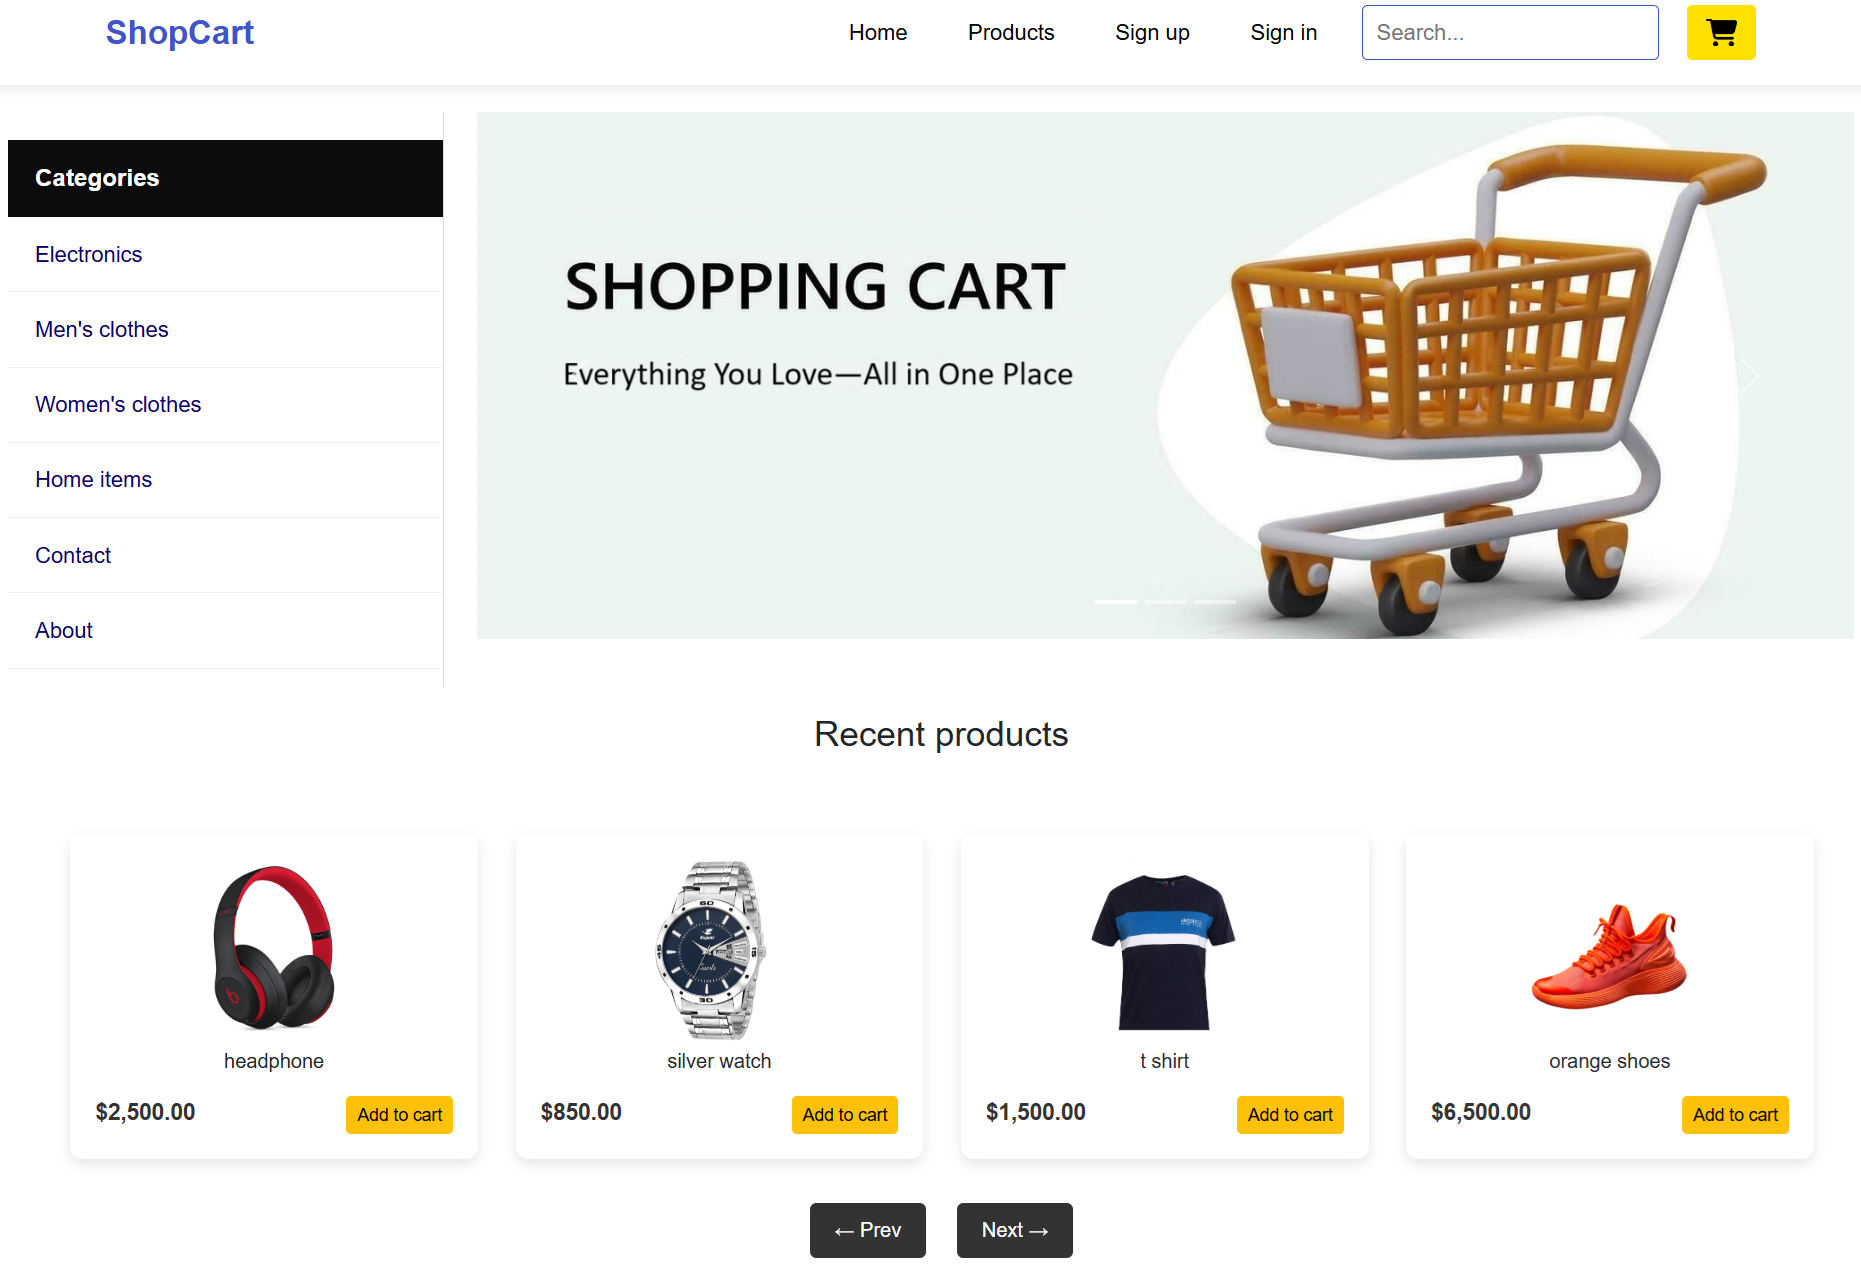 ShopCart
Home
Products
Sign up
Sign in
Search...
Categories
Electronics
Men's clothes
Women's clothes
Home items
Contact
About
SHOPPING CART
Everything You Love—All in One Place
Recent products
headphone
$2,500.00
Add to cart
60
30
silver watch
$850.00
Add to cart
t shirt
$1,500.00
Add to cart
orange shoes
$6,500.00
Add to cart
← Prev
Next →